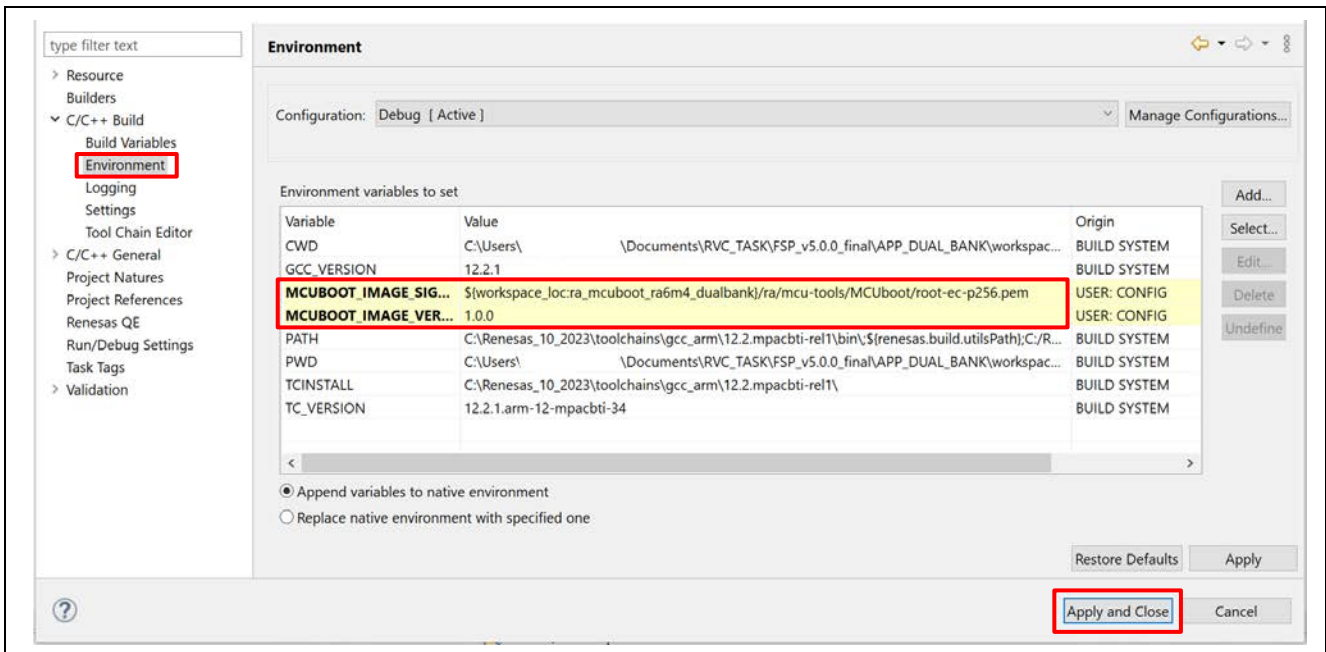 type filter text
Environment
Resource
Builders
C/C++ Build
Build Variables
Environment
Logging
Settings
Tool Chain Editor
C/C++ General
Project Natures
Project References
Renesas QE
Run/Debug Settings
Task Tags
Validation
Configuration: Debug [ Active ] Manage Configurations...
Environment variables to set
Variable Value Origin
CWD C:\Users\ \Documents\RVC_TASK\FSP_v5.0.0_final\APP_DUAL_BANK\workspac... BUILD SYSTEM
GCC_VERSION 12.2.1 BUILD SYSTEM
MCUBOOT_IMAGE_SIG... ${workspace_loc:ra_mcuboot_ra6m4_dualbank}/ra/mcu-tools/MCUboot/root-ec-p256.pem USER: CONFIG
MCUBOOT_IMAGE_VER... 1.0.0 USER: CONFIG
PATH C:\Renesas_10_2023\toolchains\gcc_arm\12.2.mpacbti-rel1\bin\;${renesas.build.utilsPath};C:/R... BUILD SYSTEM
PWD C:\Users\ \Documents\RVC_TASK\FSP_v5.0.0_final\APP_DUAL_BANK\workspac... BUILD SYSTEM
TCINSTALL C:\Renesas_10_2023\toolchains\gcc_arm\12.2.mpacbti-rel1\ BUILD SYSTEM
TC_VERSION 12.2.1.arm-12-mpacbti-34 BUILD SYSTEM
Add...
Select...
Edit...
Delete
Undefine
Append variables to native environment
Replace native environment with specified one
Restore Defaults Apply
Apply and Close Cancel